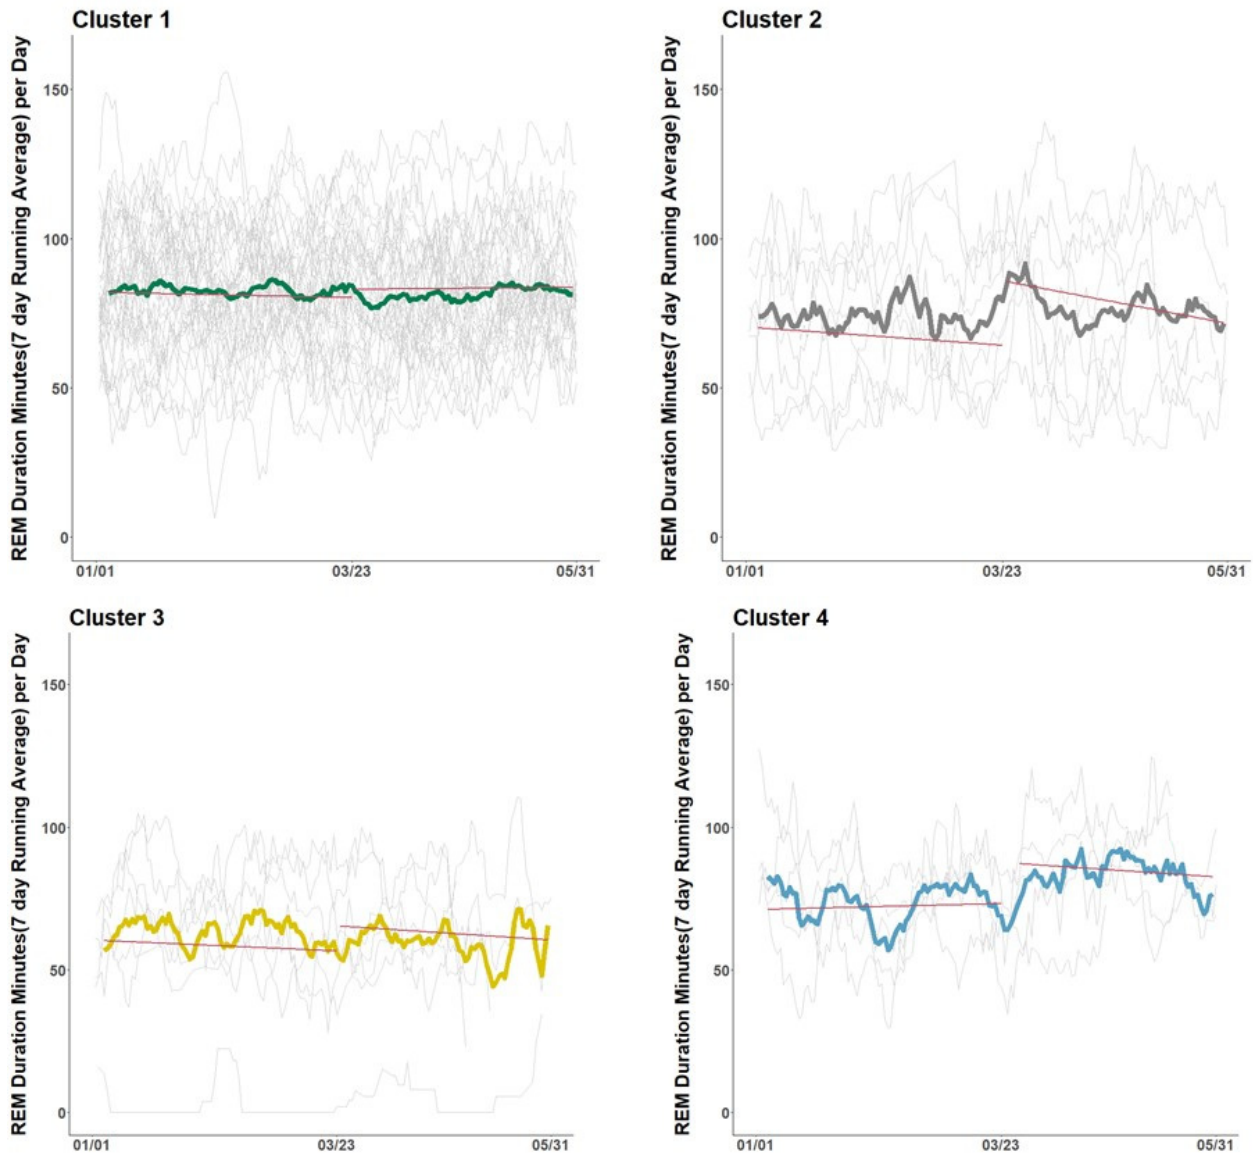 Cluster 1
REM Duration Minutes(7 day Running Average) per Day
150
100
50
0
01/01 03/23 05/31
Cluster 2
REM Duration Minutes(7 day Running Average) per Day
150
100
50
0
01/01 03/23 05/31
Cluster 3
REM Duration Minutes(7 day Running Average) per Day
150
100
50
0
01/01 03/23 05/31
Cluster 4
REM Duration Minutes(7 day Running Average) per Day
150
100
50
0
01/01 03/23 05/31